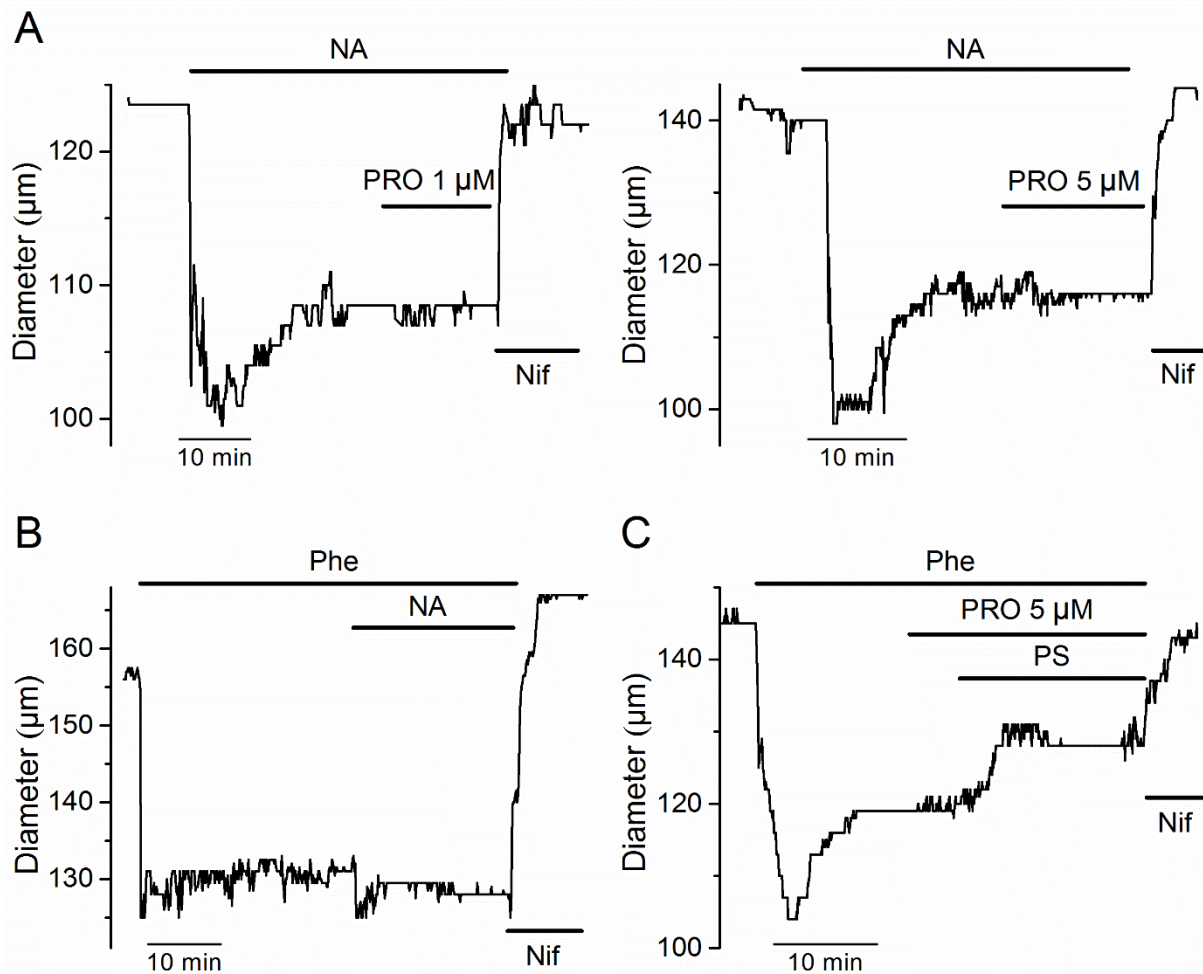 A
NA
NA
PRO 1 µM
PRO 5 µM
Diameter (µm)
120
110
105
100
Nif
10 min
Diameter (µm)
140
120
100
Nif
10 min
B
C
Phe
Phe
NA
PRO 5 µM
PS
Diameter (µm)
160
150
140
130
Nif
10 min
Diameter (µm)
140
120
100
Nif
10 min